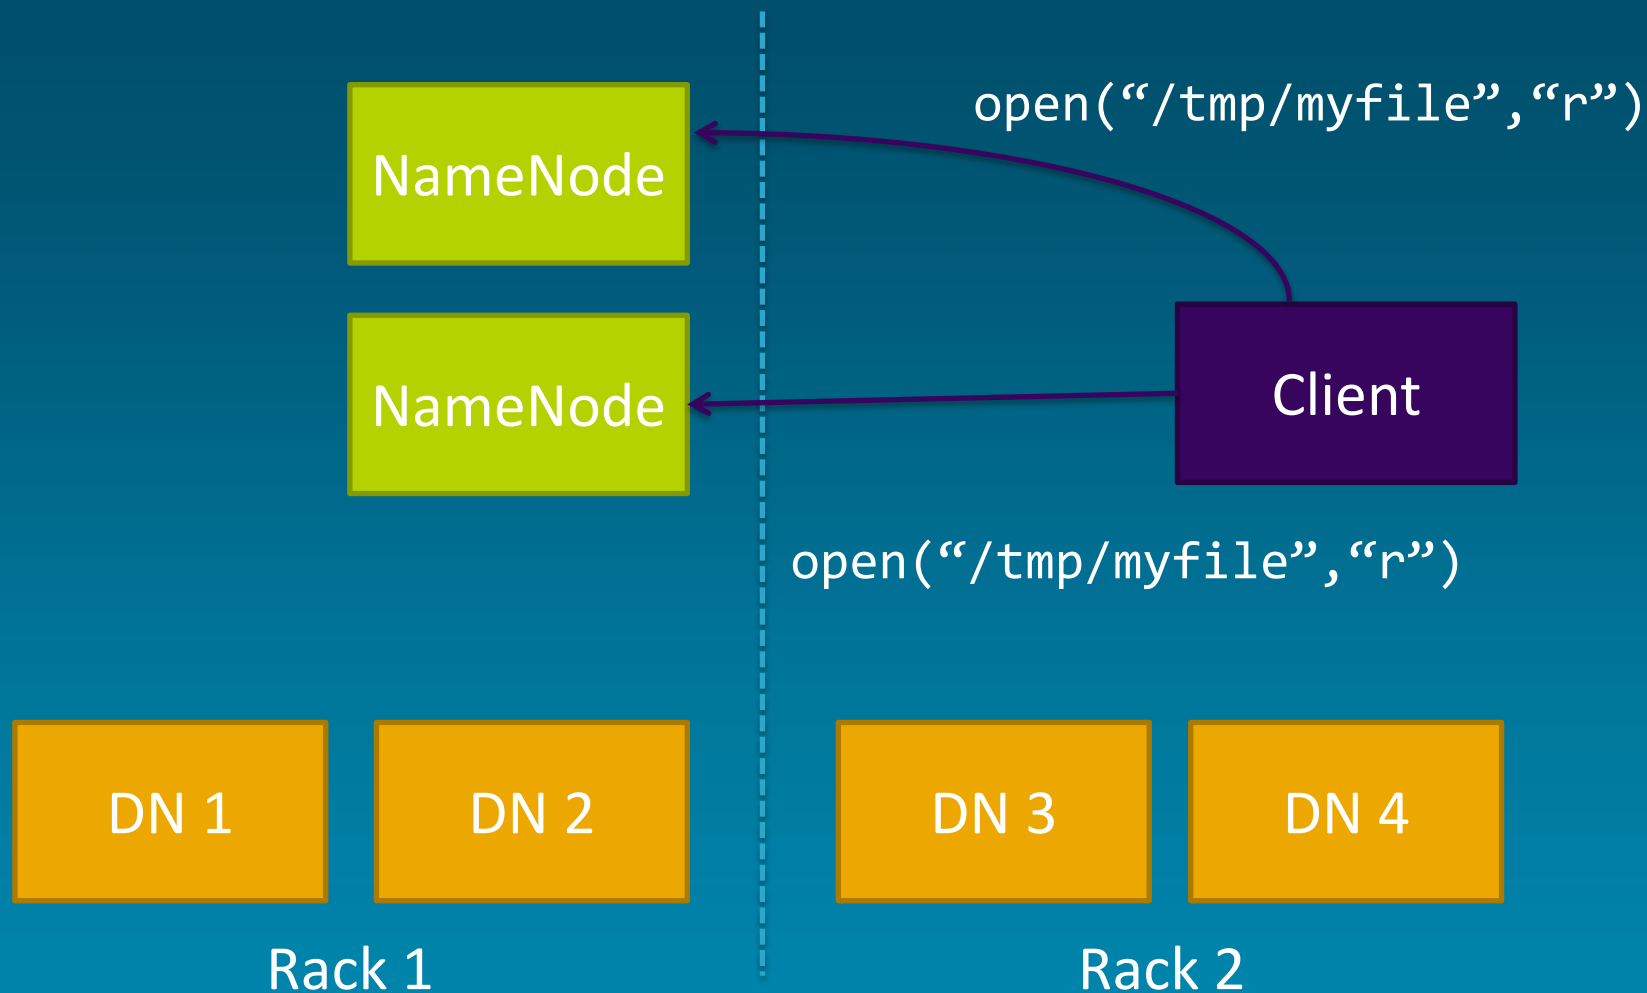 open(“/tmp/myfile”,“r”)
NameNode
NameNode
Client
open(“/tmp/myfile”,“r”)
DN 1
DN 2
DN 3
DN 4
Rack 1
Rack 2